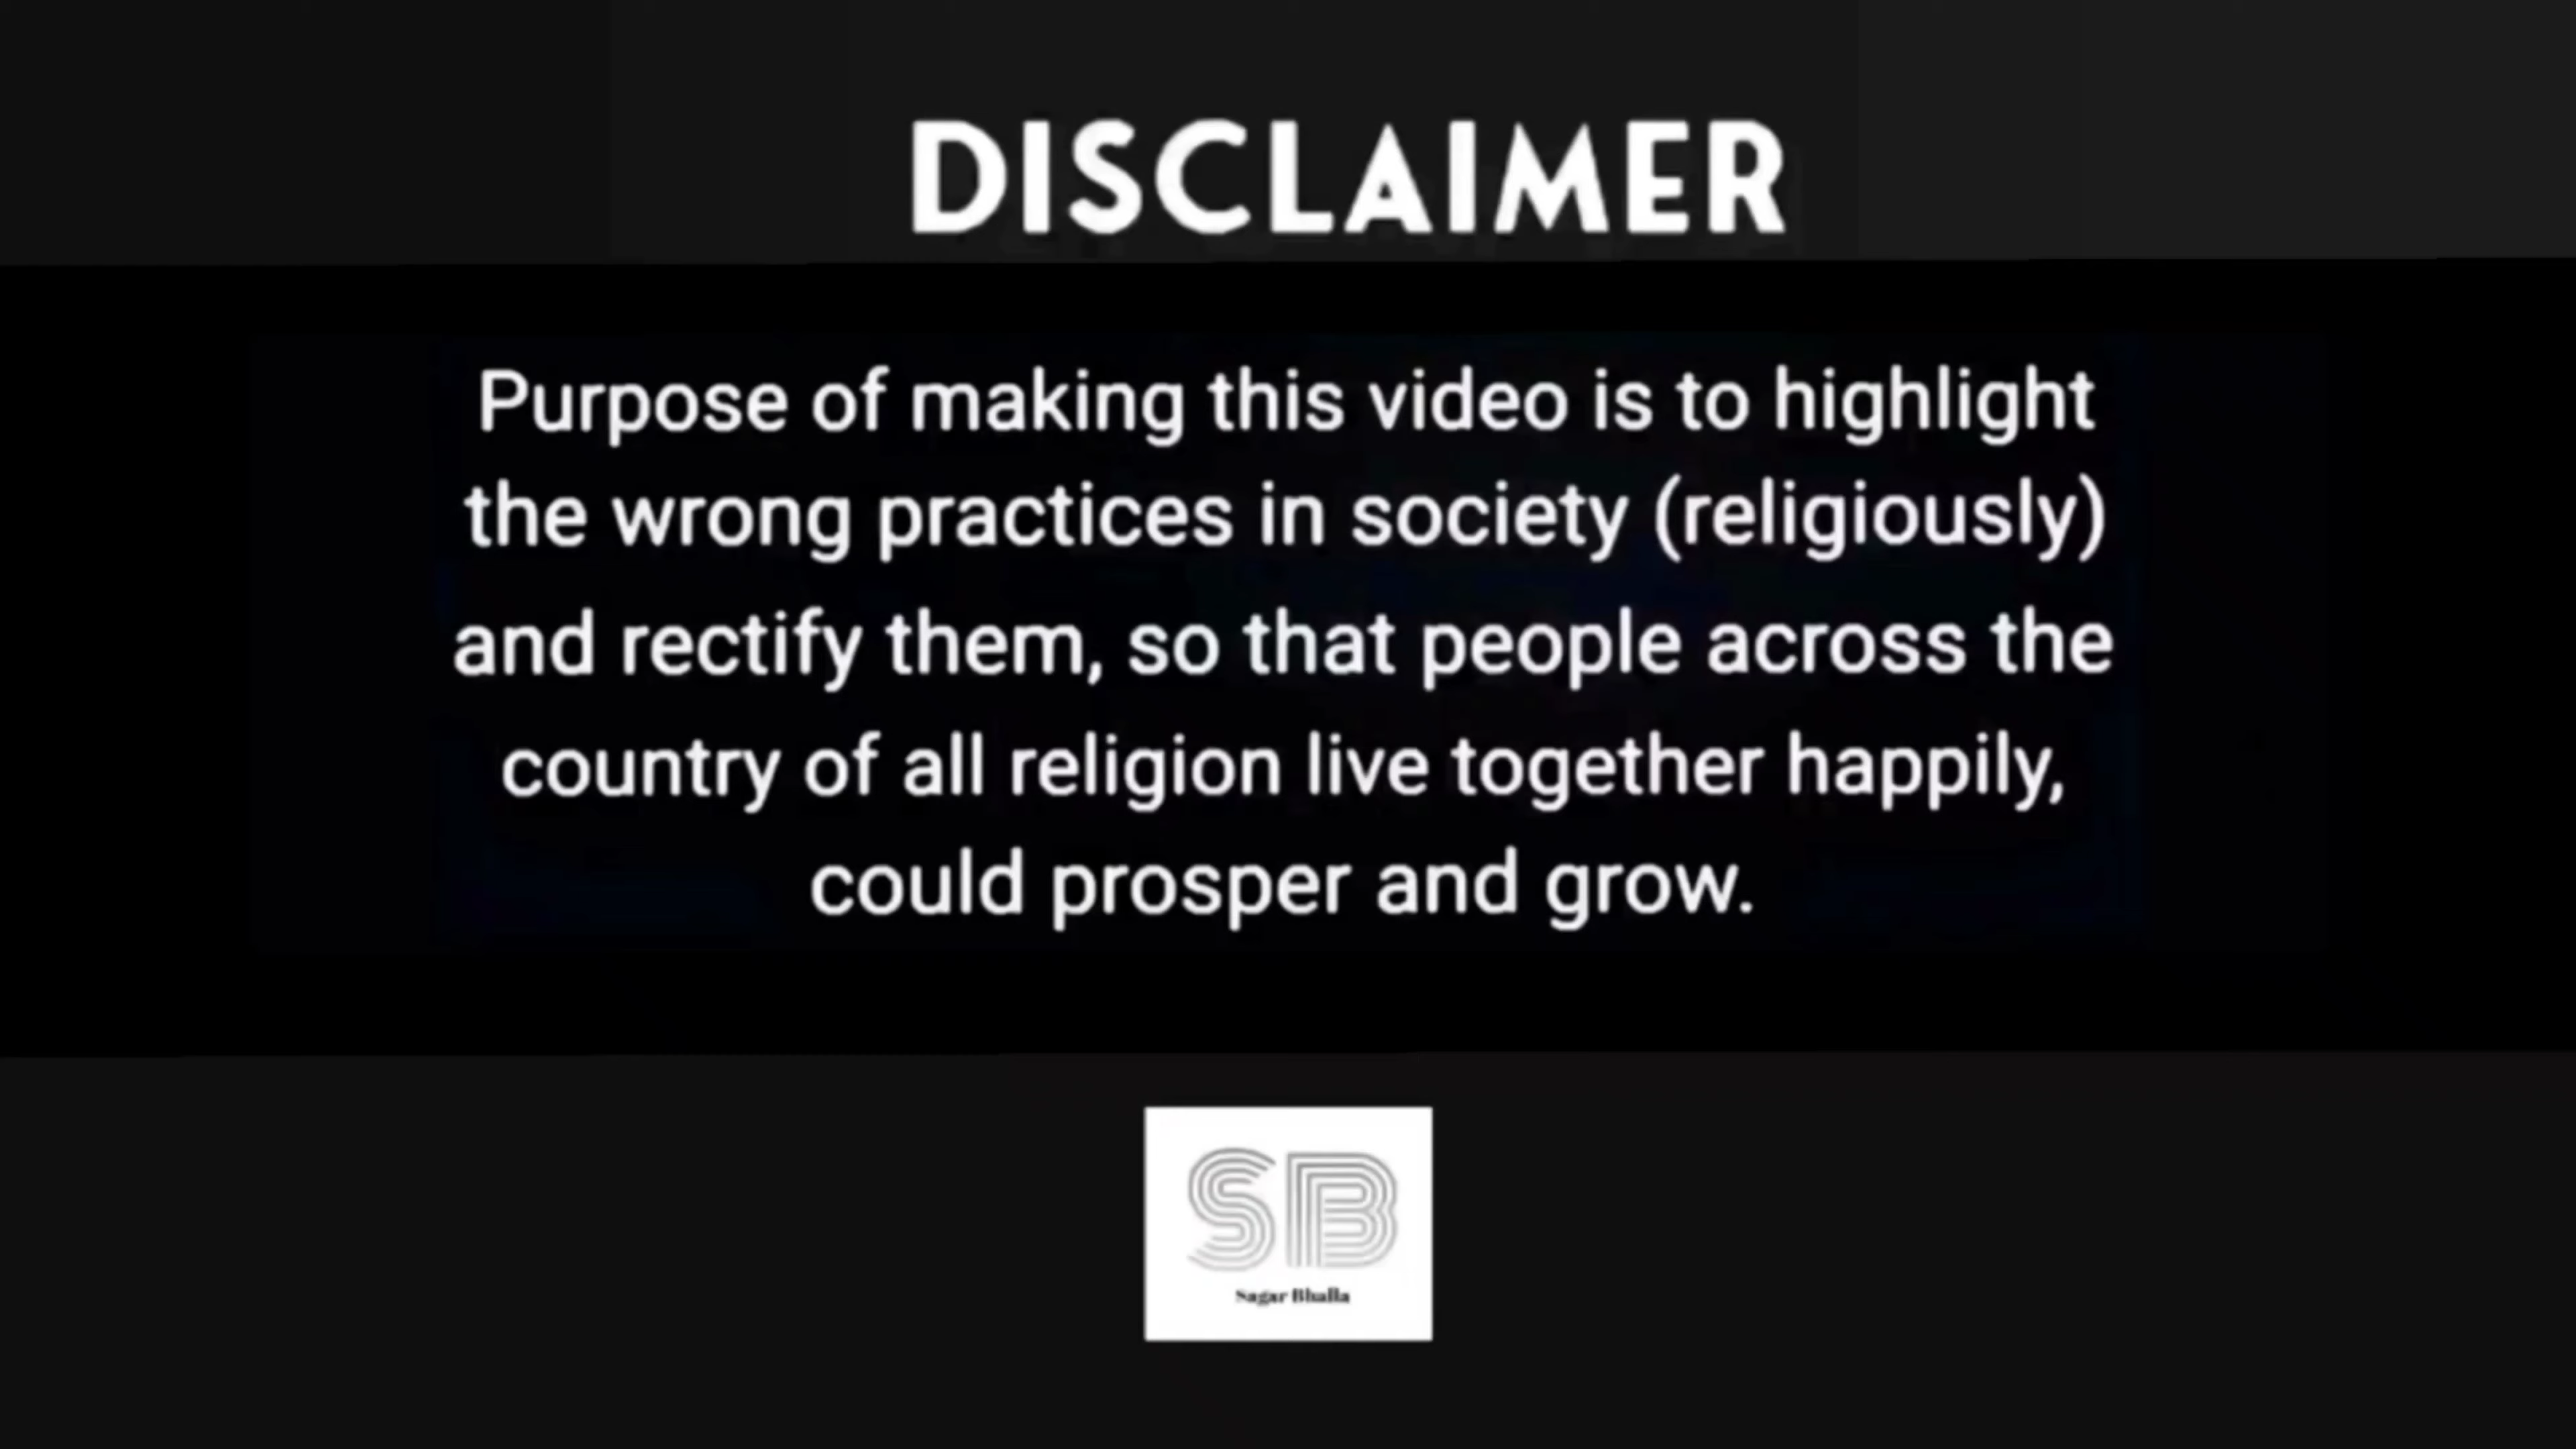 DISCLAIMER
Purpose of making this video is to highlight
the wrong practices in society (religiously)
and rectify them, so that people across the
country of all religion live together happily,
could prosper and grow.
SB
Sagar Bhalla